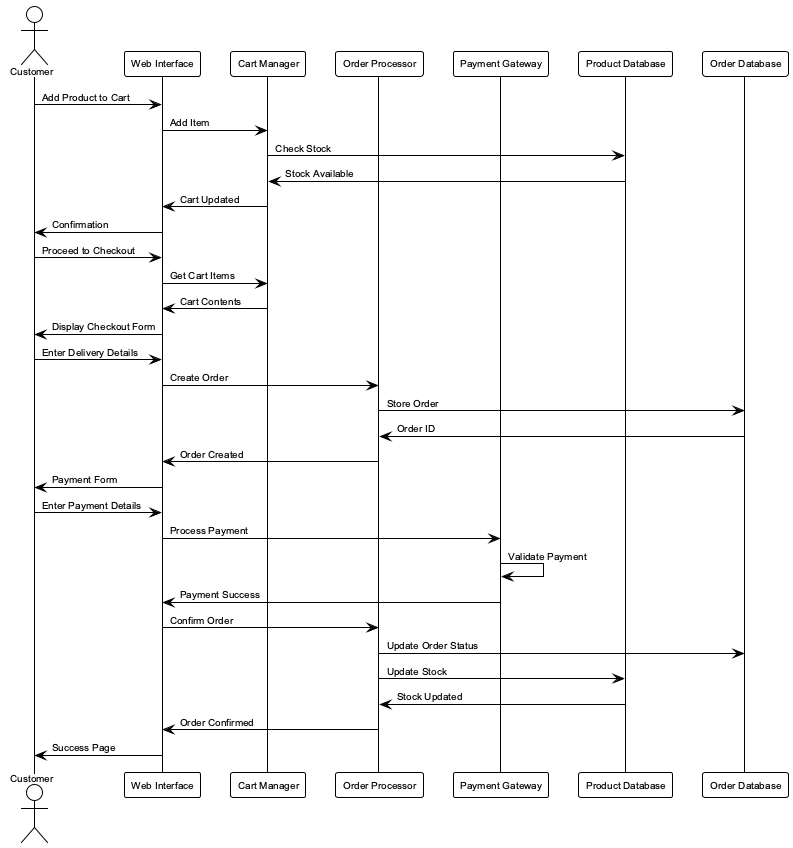 Customer
Web Interface
Cart Manager
Order Processor
Payment Gateway
Product Database
Order Database
Add Product to Cart
Add Item
Check Stock
Stock Available
Cart Updated
Confirmation
Proceed to Checkout
Get Cart Items
Cart Contents
Display Checkout Form
Enter Delivery Details
Create Order
Store Order
Order ID
Order Created
Payment Form
Enter Payment Details
Process Payment
Validate Payment
Payment Success
Confirm Order
Update Order Status
Update Stock
Stock Updated
Order Confirmed
Success Page
Customer
Web Interface
Cart Manager
Order Processor
Payment Gateway
Product Database
Order Database